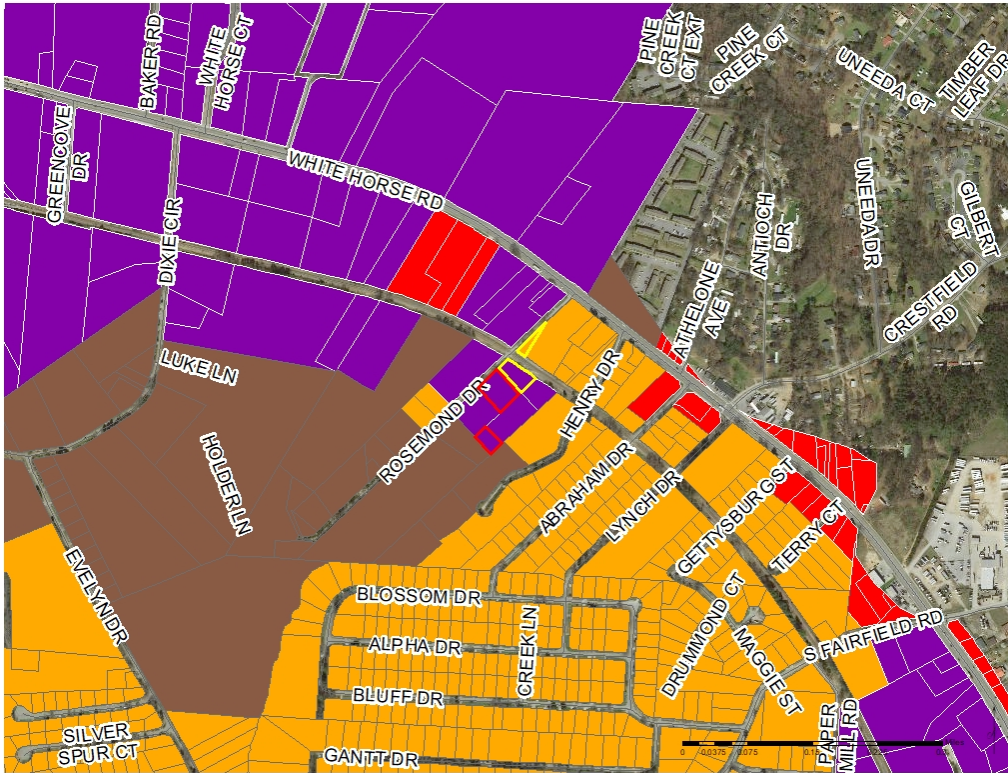 BAKER RD
WHITE
HORSE CT
PINE
CREEK
CT EXT
PINE
CREEK CT
UNEEDA CT
TIMBER
LEAF DR
GREENCOVE
DR
DIXIE CIR
WHITE HORSE RD
ANTIOCH
DR
UNEEDA DR
GILBERT
CT
CRESTFIELD
RD
ATHELONE
AVE
LUKE LN
ROSEMOND DR
HENRY DR
HOLDER LN
ABRAHAM DR
LYNCH DR
GETTYSBURG ST
TERRY CT
EVELYN DR
BLOSSOM DR
ALPHA DR
CREEK LN
BLUFF DR
DRUMMOND CT
MAGGIE ST
S FAIRFIELD RD
PAPER
MILL RD
SILVER
SPUR CT
GANTT DR
0 0.0375 0.075 0.15